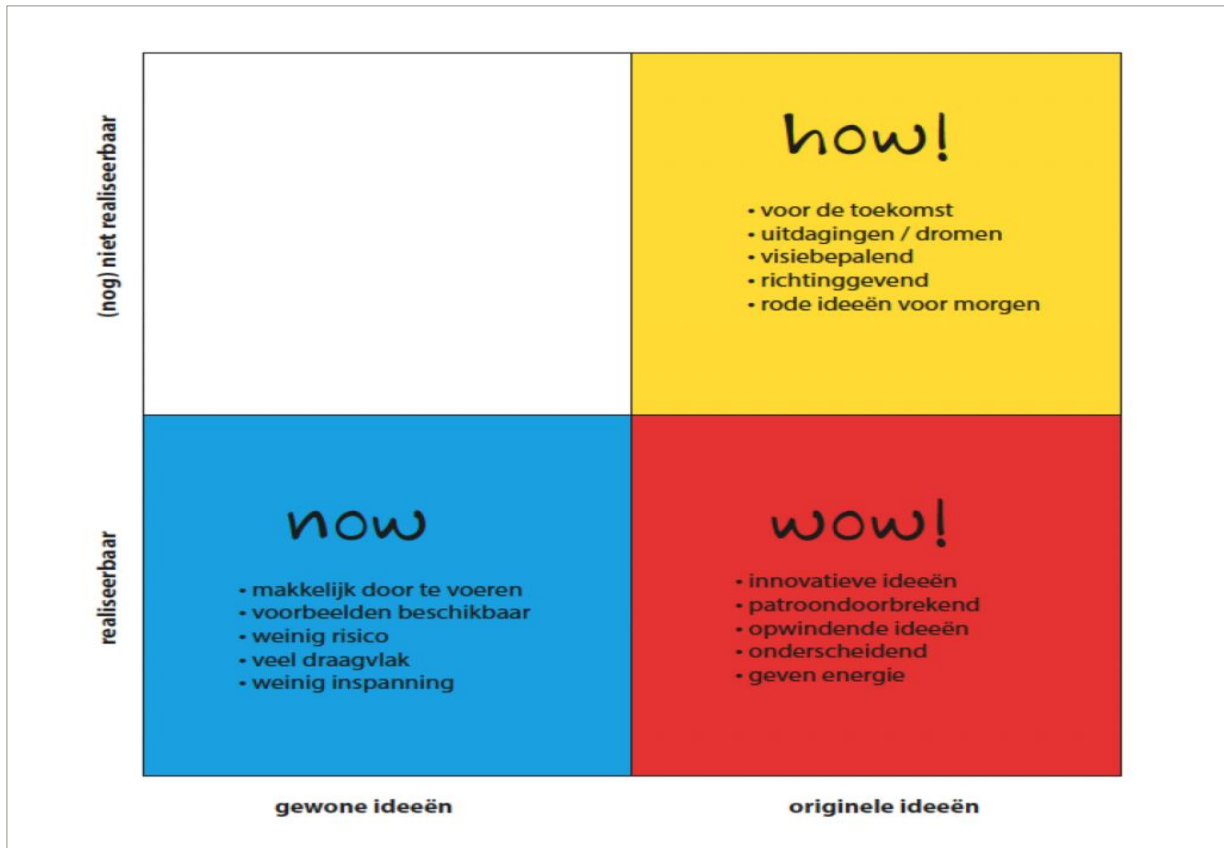 (nog) niet realiseerbaar
how!
• voor de toekomst
• uitdagingen / dromen
• visiebepalend
• richtinggevend
• rode ideeën voor morgen
realiseerbaar
now
• makkelijk door te voeren
• voorbeelden beschikbaar
• weinig risico
• veel draagvlak
• weinig inspanning
wow!
• innovatieve ideeën
• patroondoorbrekend
• opwindende ideeën
• onderscheidend
• geven energie
gewone ideeën
originele ideeën